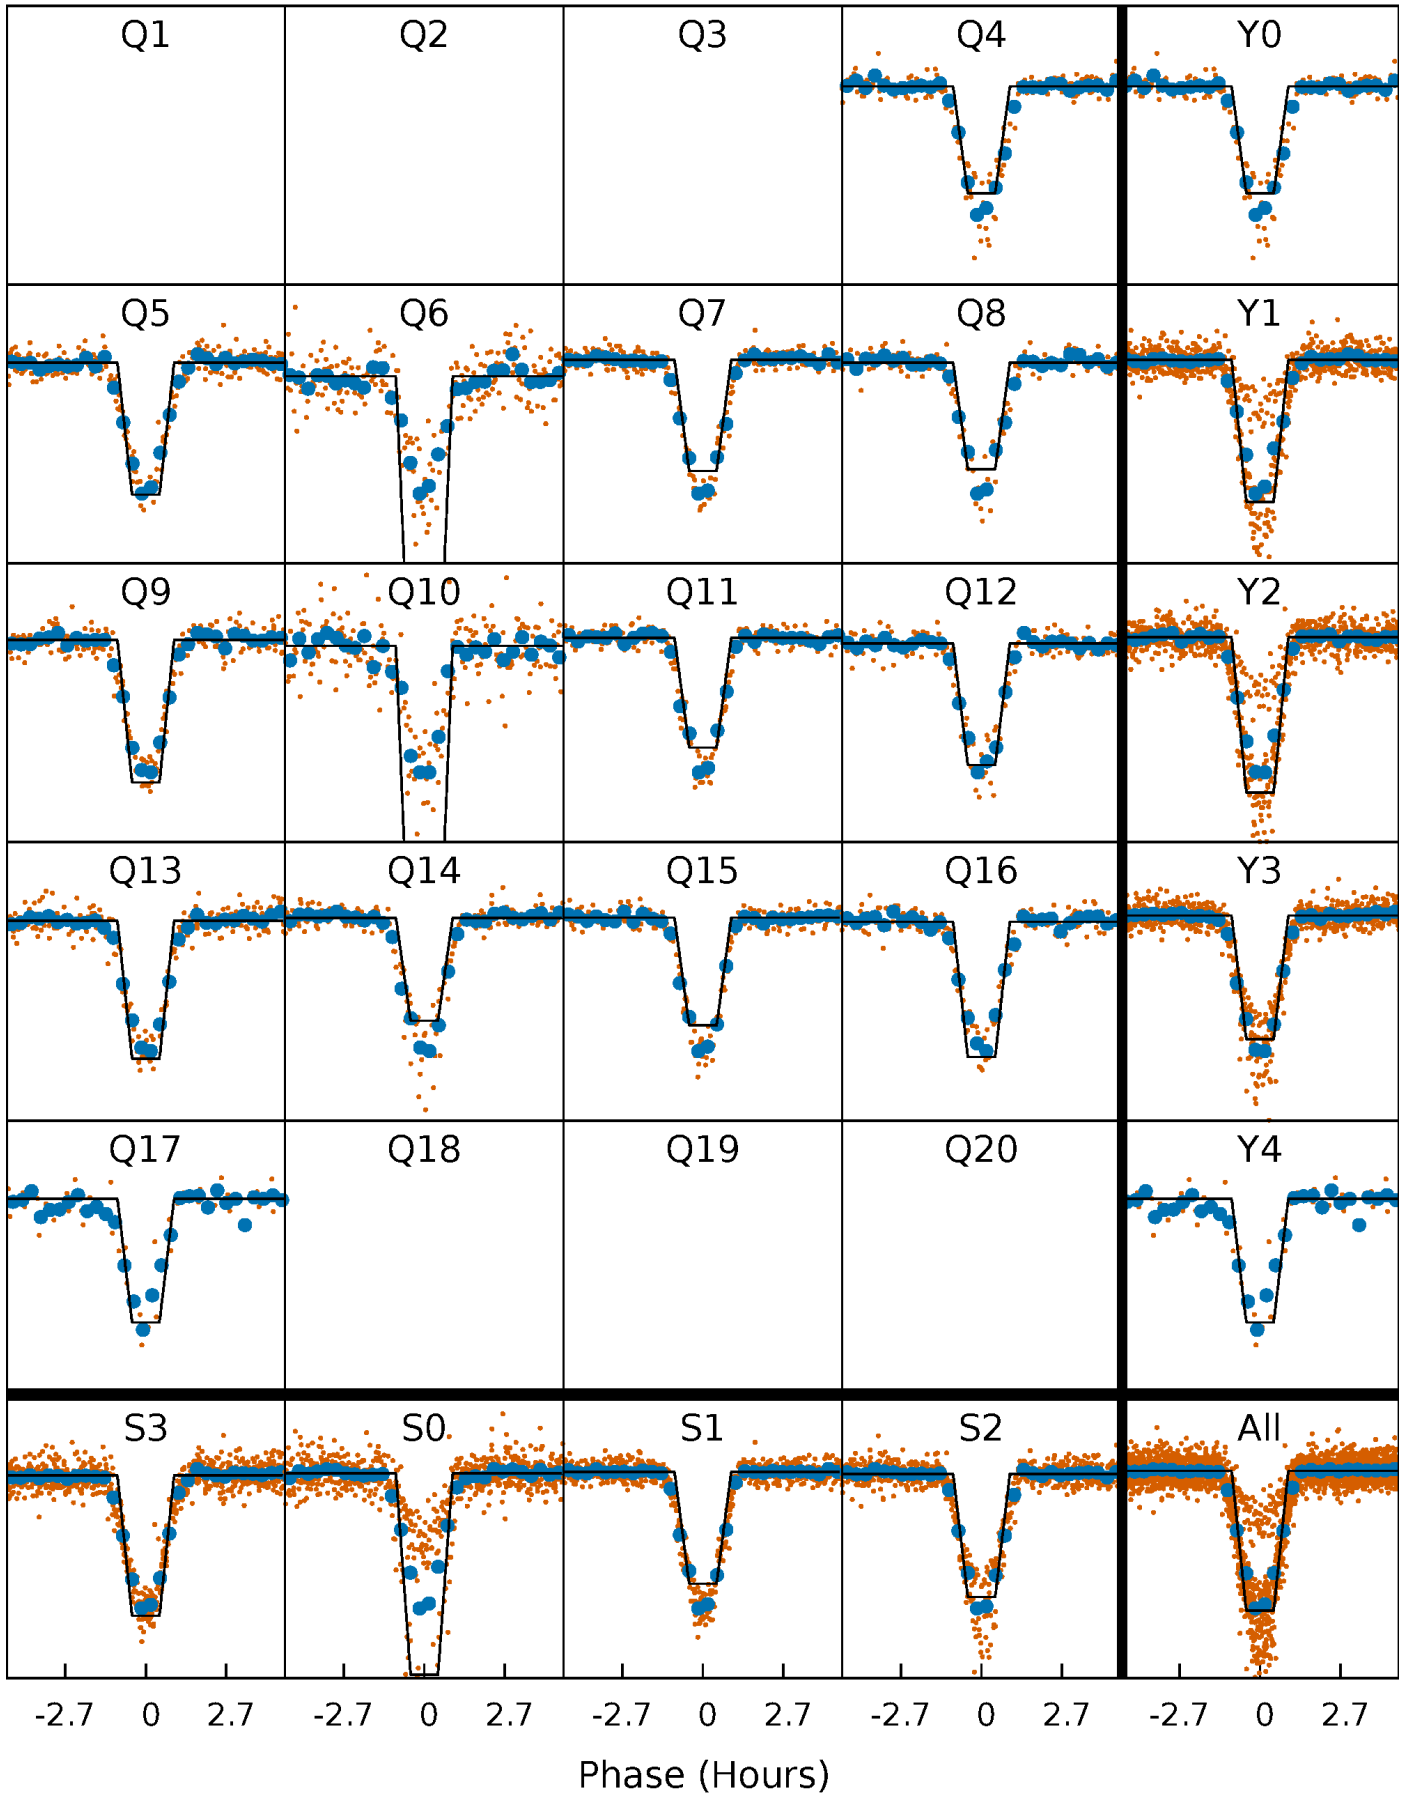 Q1 Q2 Q3 Q4 Y0
Q5 Q6 Q7 Q8 Y1
Q9 Q10 Q11 Q12 Y2
Q13 Q14 Q15 Q16 Y3
Q17 Q18 Q19 Q20 Y4
S3 S0 S1 S2 All
-2.7 0 2.7 -2.7 0 2.7 -2.7 0 2.7 -2.7 0 2.7 -2.7 0 2.7
Phase (Hours)